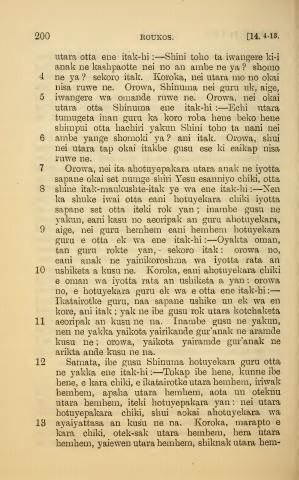 200 ROUKOS. [14. 4-13.
utara otta ene itak-hi :—Shini toho ta iwangere ki-i
anak ne kashpaotte nei no an ambe ne ya? shomo
4 ne ya? sekoro itak. Koroka, nei utara mo no okai
nisa ruwe ne. Orowa, Shinuma nei guru uk, aige,
5 iwangere wa omande ruwe ne. Orowa, nei okai
utara otta Shinuma ene itak-hi :—Echi utara
tumugeta inan guru ka koro roba hene beko hene
shimpui otta hachiri yakun Shini toho ta nani nei
6 ambe yange shomoki ya? ani itak. Orowa, shui
nei utara tap okai itakbe gusu ese ki eaikap nisa
ruwe ne.
7 Orowa, nei ita ahotuyepakara utara anak ne iyotta
sapane okai set numge shiri Yesu esanniyo chiki, otta
8 shine itak-maukushte-itak ye wa ene itak-hi :—Nen
ka shuke iwai otta eani hotuyekara chiki iyotta
sapane set otta iteki rok yan; inambe gusu ne
yakun, eani kasu no aeoripak an guru ahotuyekara,
9 aige, nei guru hemhem eani hemhem hotuyekara
guru e otta ek wa ene itak-hi :—Oyakta oman,
tan guru rokte yan, sekoro itak: orowa no,
eani anak ne yainikoroshma wa iyotta rata an
10 ushiketa a kusu ne. Koroka, eani ahotuyekara chiki
e oman wa iyotta rata an ushiketa a yan: orowa
no, e hotuyekara guru ek wa e otta ene itak-hi :—
Ikatairotke guru, naa sapane ushike un ek wa en
kore, ani itak; yak ne ibe gusu rok utara kotchaketa
11 aeoripak an kusu ne na. Inambe gusu ne yakun,
nen ne yakka yaikota yairikande gur'anak ne arande
kusu ne; orowa, yaikota yairamde gur'anak ne
arikta ande kusu ne na.
12 Samata, ibe gusu Shinuma hotuyekara guru otta
ne yakka ene itak-hi :—Tokap ibe hene, kunne ibe
hene, e kara chiki, e ikatairotke utara hemhem, iriwak
hemhem, apaha utara hemhem, aota un oteknu
utara hemhem, iteki hotuyepakara yan: nei utara
hotuyepakara chiki, shui aokai ahotuyekara wa
13 ayaiyattasa an kusu ne na. Koroka, marapto e
kara chiki, otek-sak utara hemhem, hera utara
hemhem, yaiewen utara hemhem, shiknak utara hem-